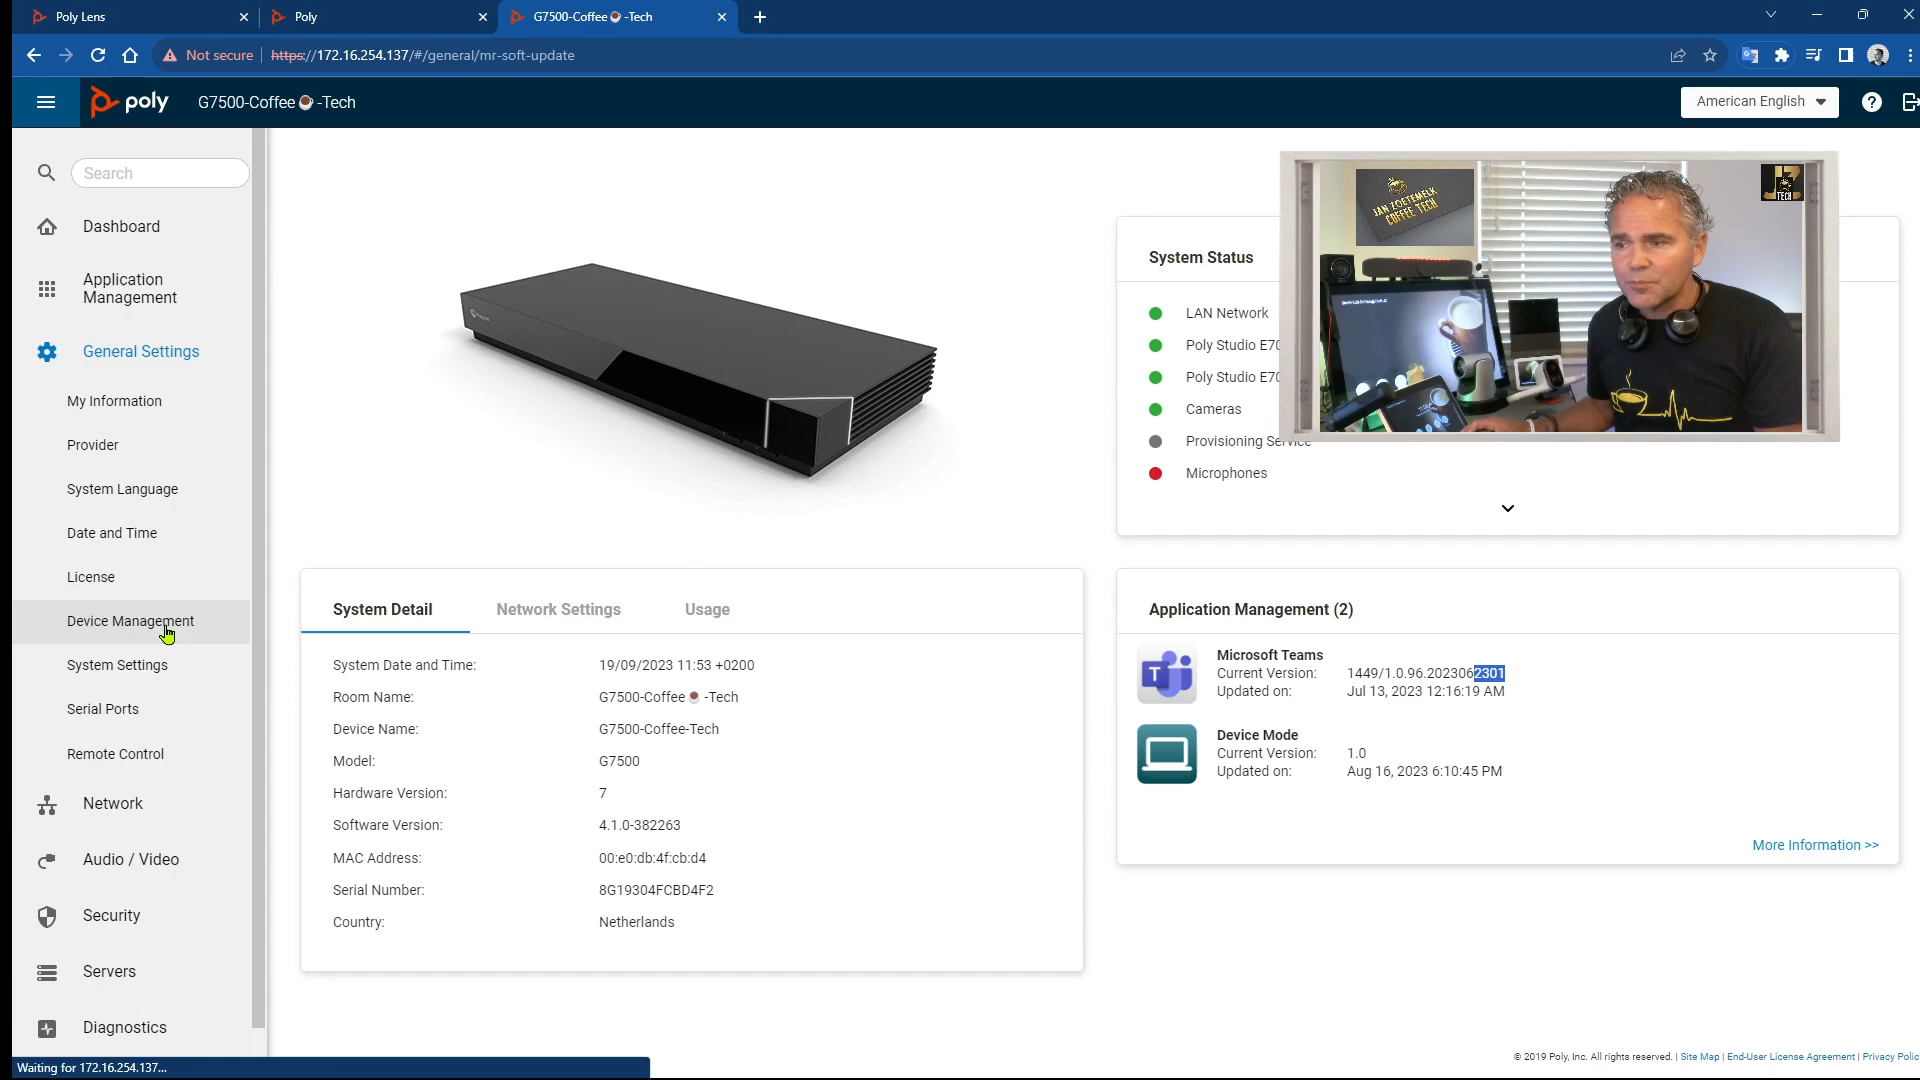 Poly Lens
Poly
G7500-Coffee -Tech
Not secure
https://172.16.254.137/#/general/mr-soft-update
poly
G7500-Coffee -Tech
American English
Search
Dashboard
Application
Management
General Settings
My Information
Provider
System Language
Date and Time
License
Device Management
System Settings
Serial Ports
Remote Control
Network
Audio / Video
Security
Servers
Diagnostics
Waiting for 172.16.254.137...
System Status
LAN Network
Poly Studio E70
Poly Studio E70
Cameras
Provisioning Service
Microphones
JAN ZOETEMELK
COFFEE TECH
JZ
TECH
System Detail
Network Settings
Usage
System Date and Time: 19/09/2023 11:53 +0200
Room Name: G7500-Coffee -Tech
Device Name: G7500-Coffee-Tech
Model: G7500
Hardware Version: 7
Software Version: 4.1.0-382263
MAC Address: 00:e0:db:4f:cb:d4
Serial Number: 8G19304FCBD4F2
Country: Netherlands
Application Management (2)
Microsoft Teams
Current Version: 1449/1.0.96.2023062301
Updated on: Jul 13, 2023 12:16:19 AM
Device Mode
Current Version: 1.0
Updated on: Aug 16, 2023 6:10:45 PM
More Information >>
© 2019 Poly, Inc. All rights reserved. | Site Map | End-User License Agreement | Privacy Polic